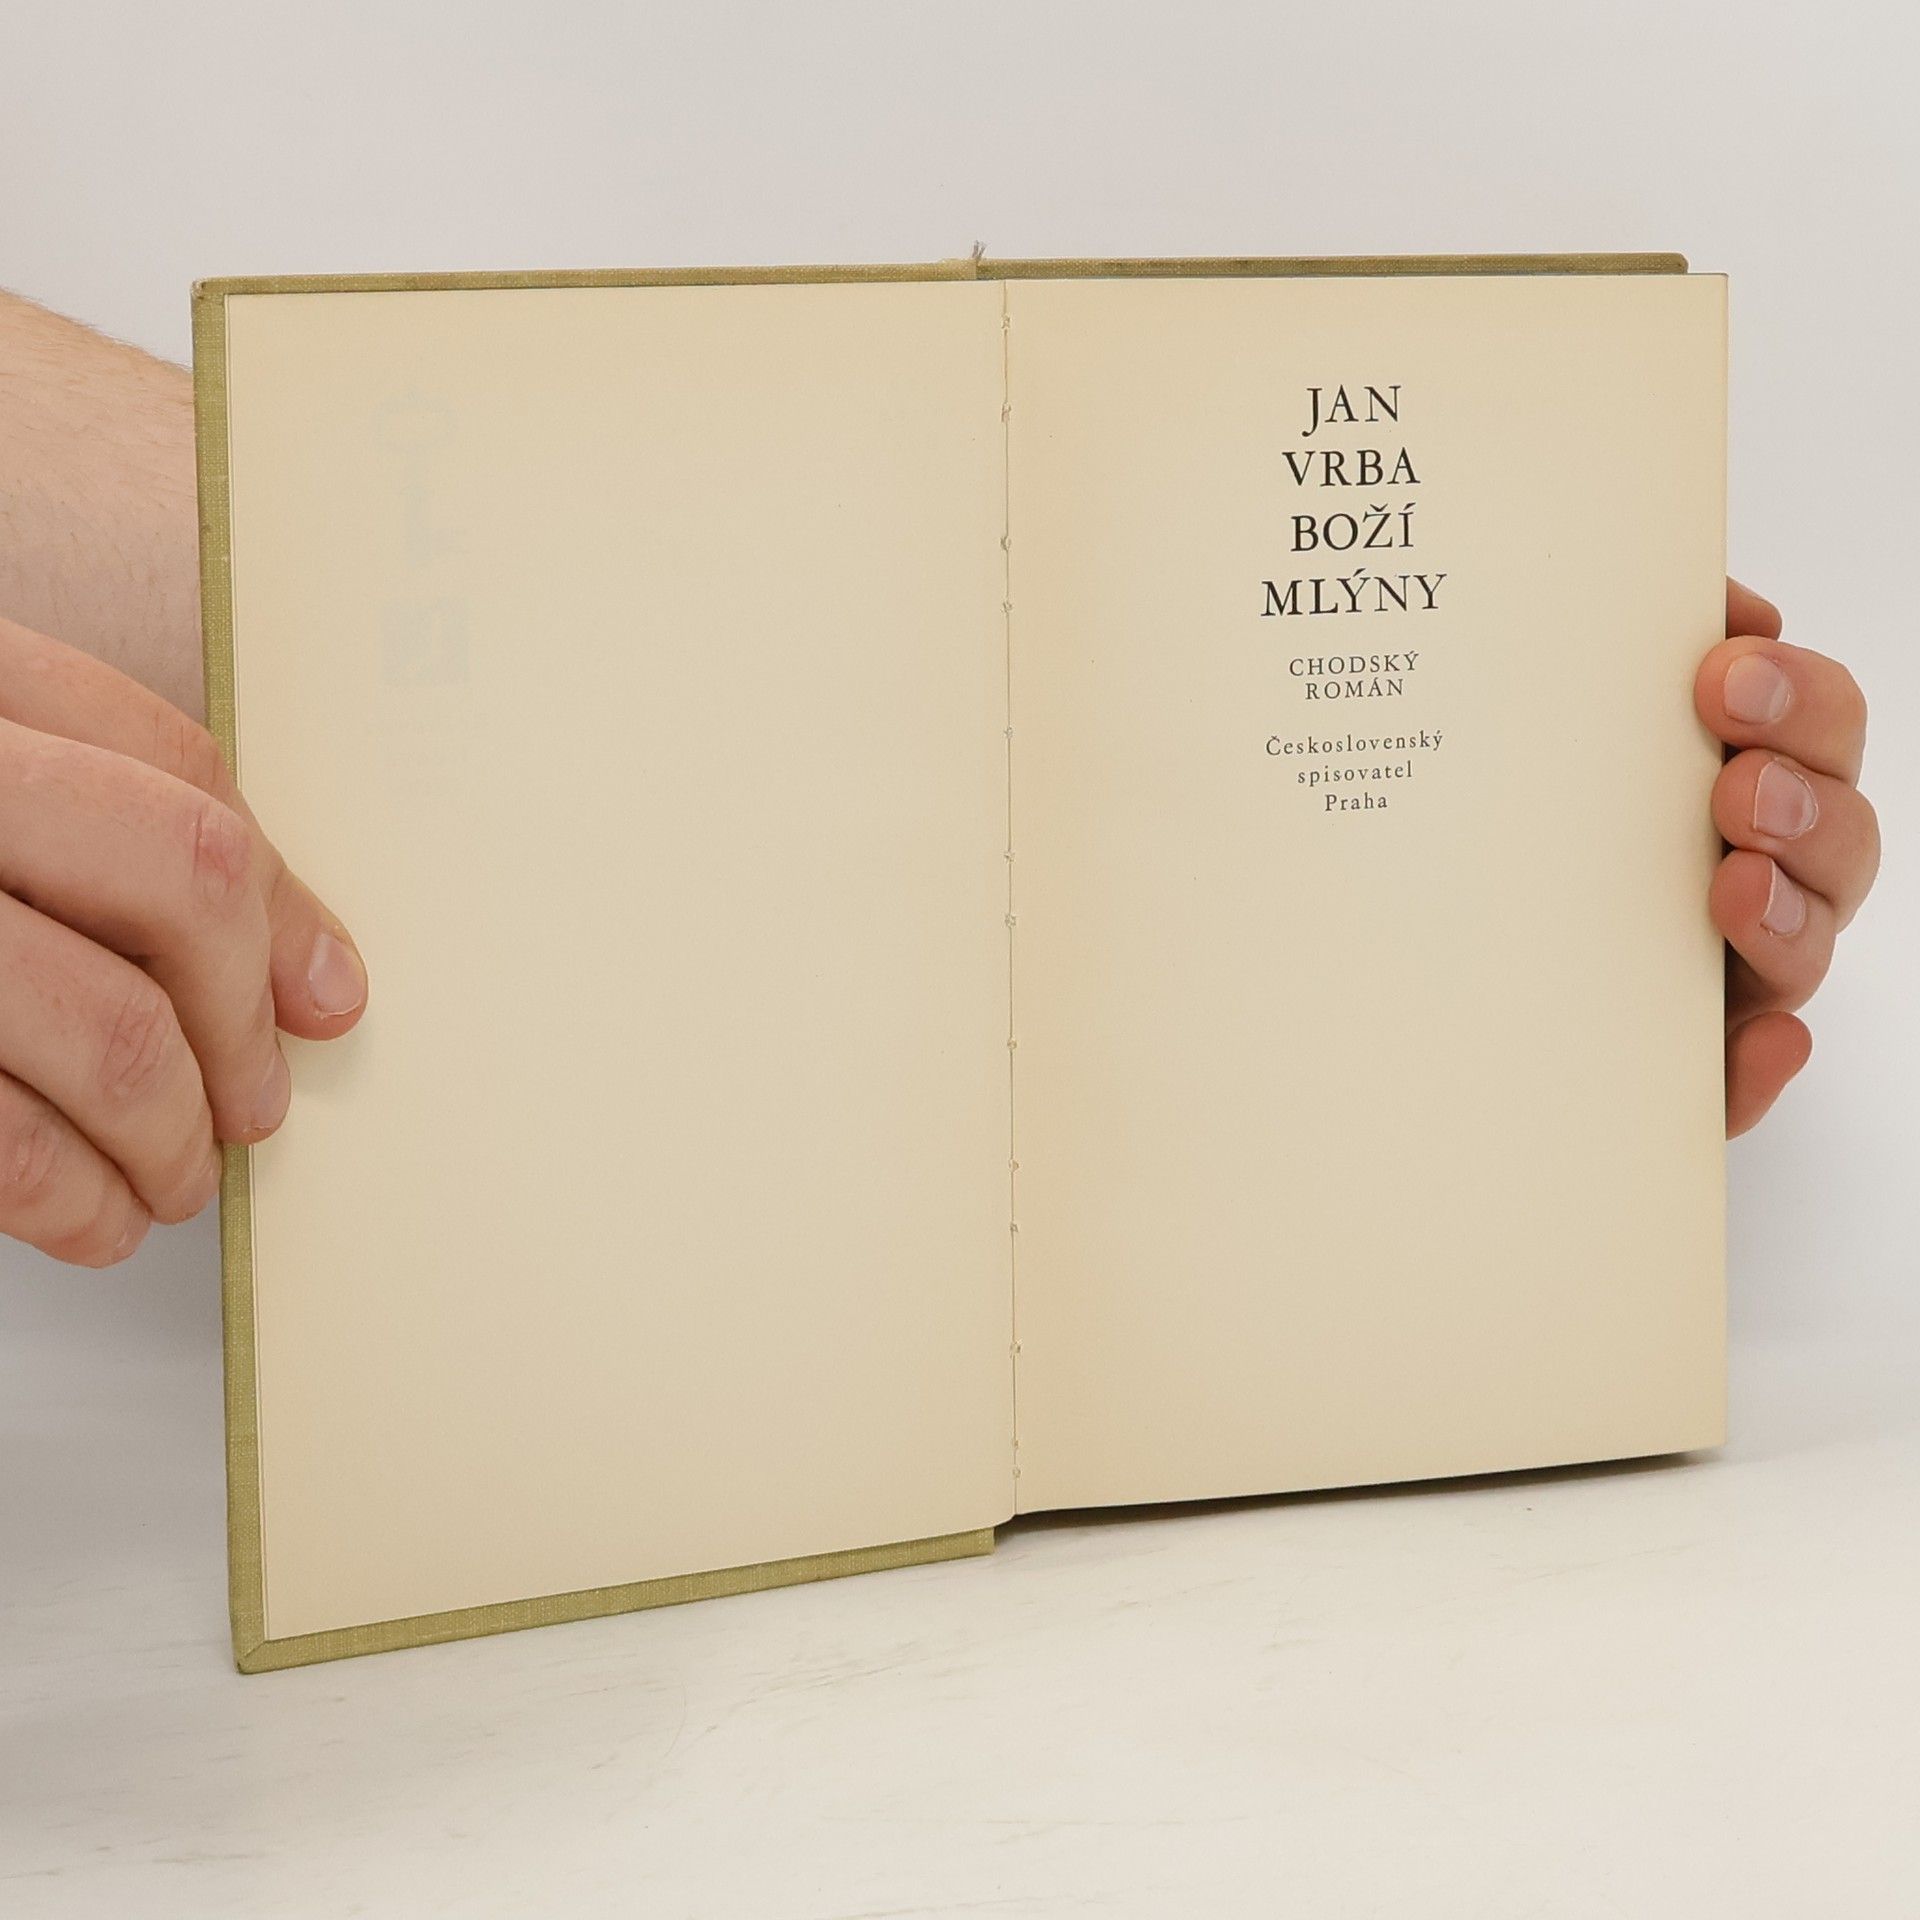 JAN
VRBA
BOŽÍ
MLÝNY
CHODSKÝ
ROMÁN
Československý
spisovatel
Praha